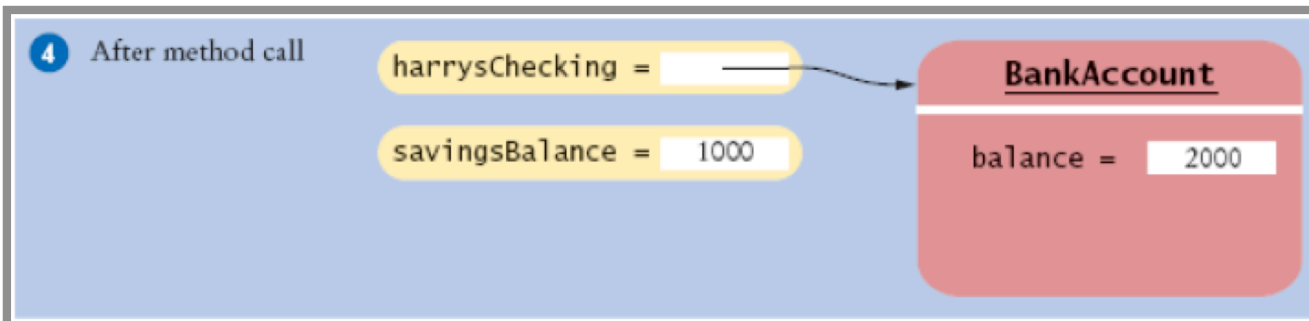 4 After method call
harrysChecking =
BankAccount
savingsBalance = 1000
balance = 2000